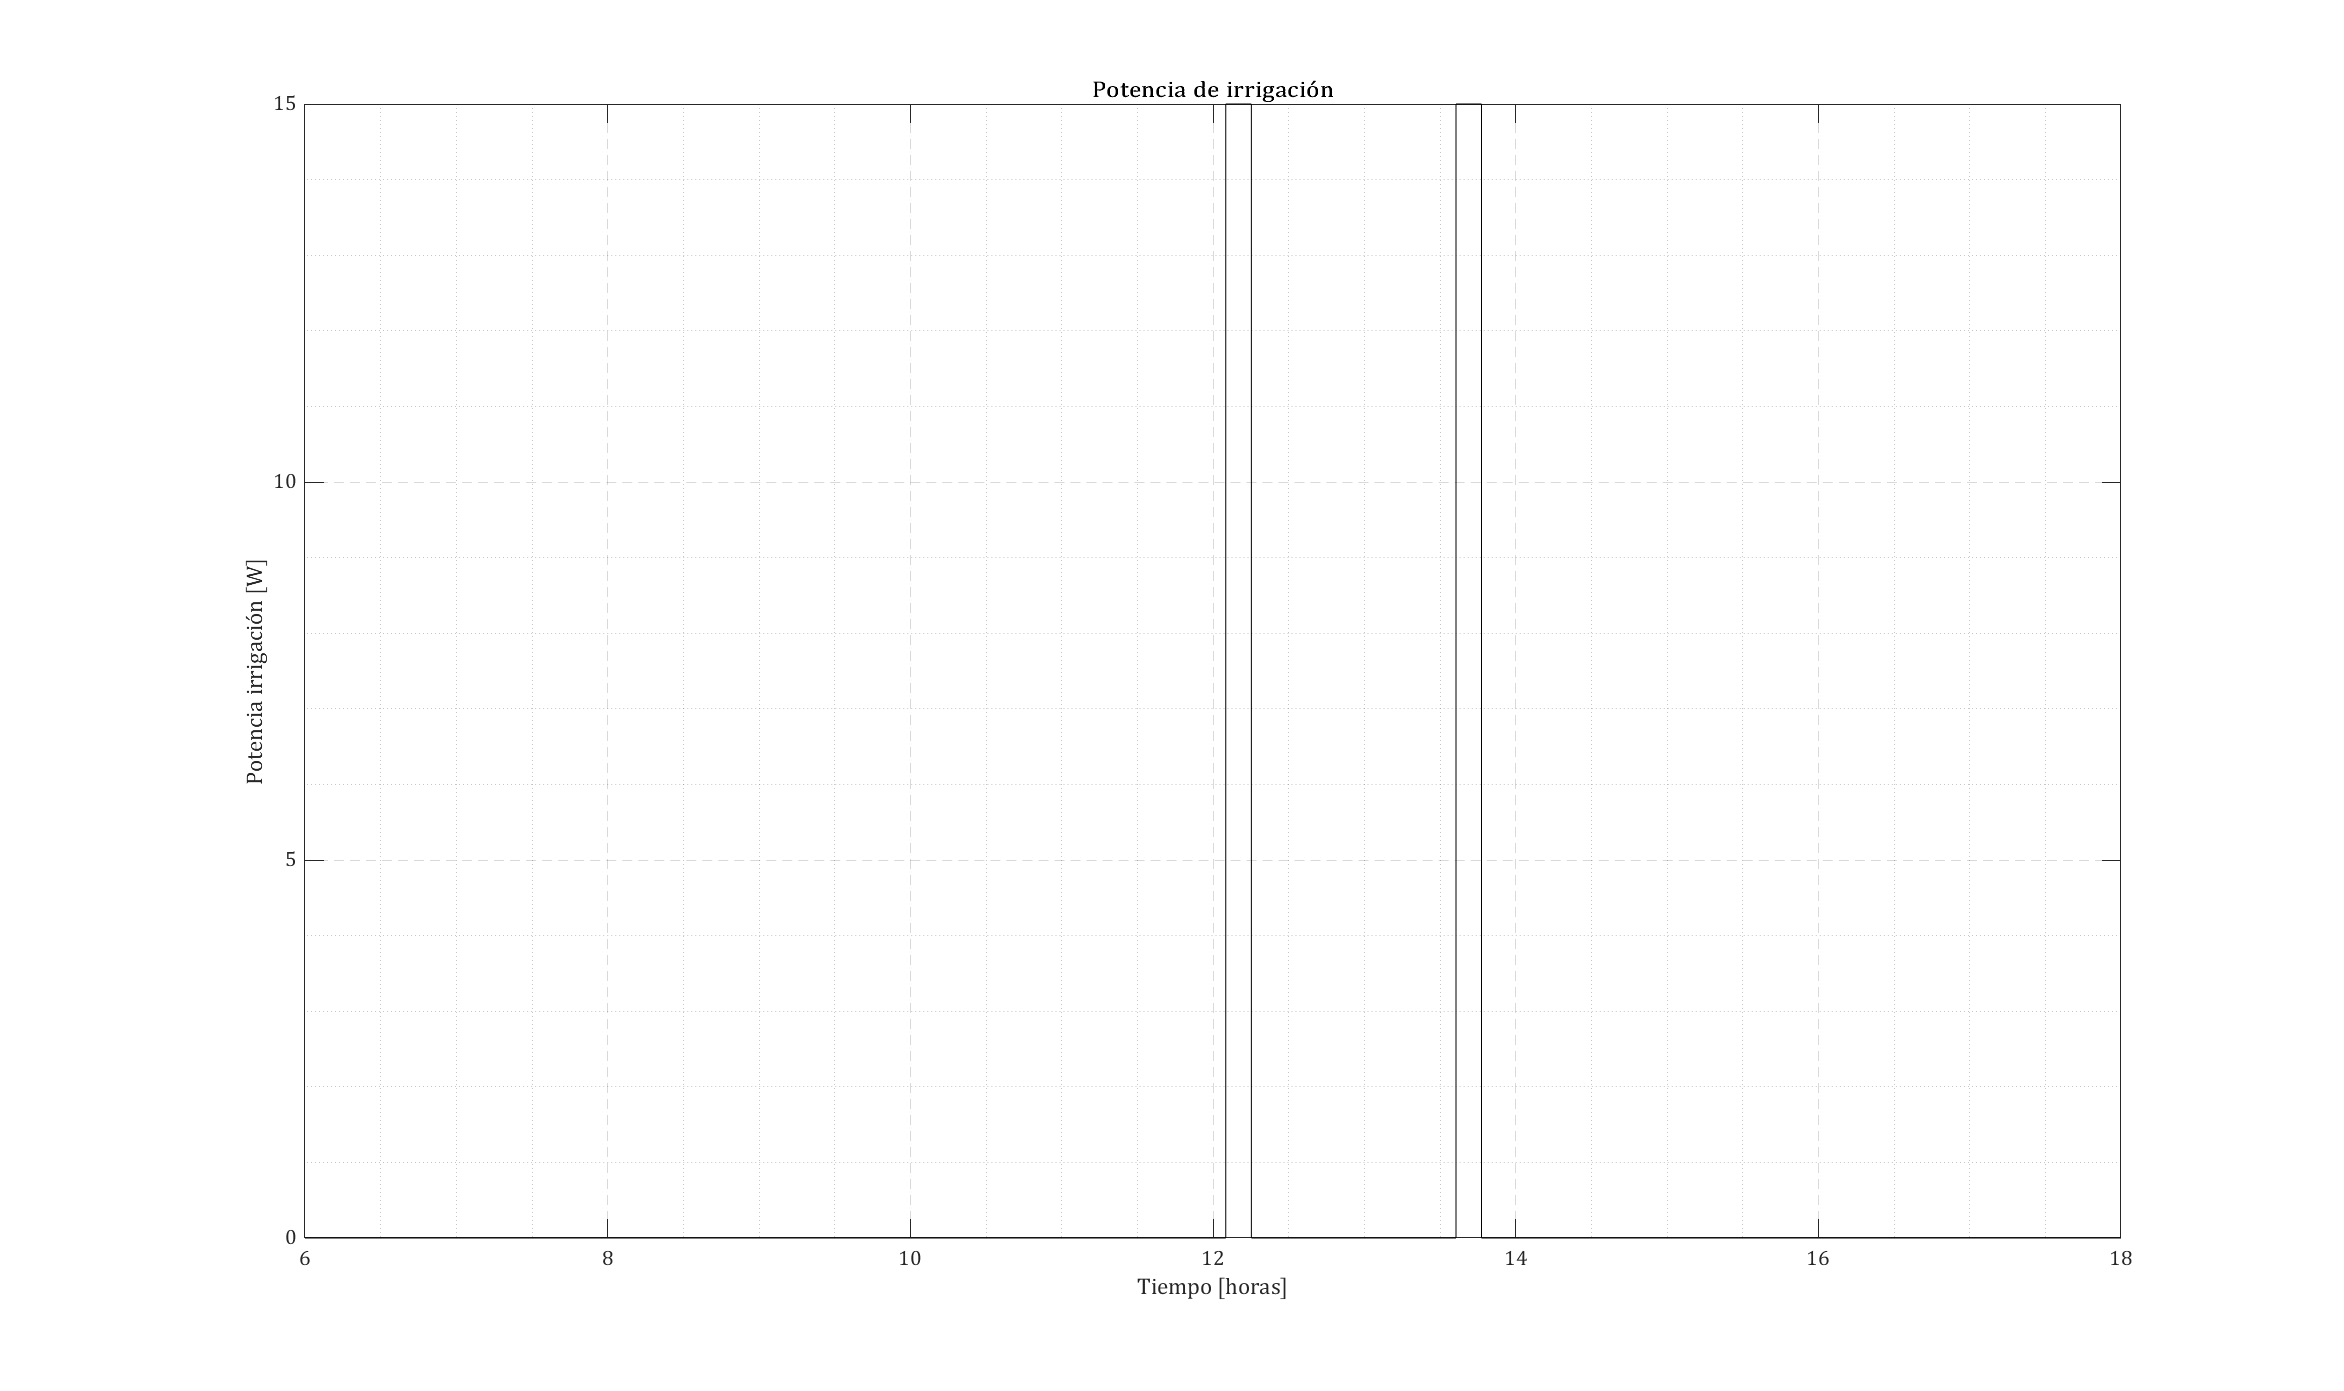 Potencia de irrigación
15
10
5
0
Potencia irrigación [W]
6 8 10 12 14 16 18
Tiempo [horas]